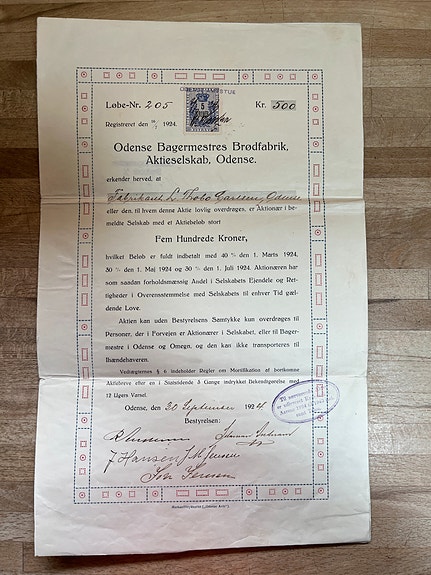 Løbe-Nr. 205 Kr. 500
5
Registreret den 1924.
Odense Bagermestres Brødfabrik,
Aktieselskab, Odense.
erkender herved, at
Fabrikant L. Odense
eller den, til hvem denne Aktie lovlig overdrages, er Aktionær i be-
meldte Selskab med et Aktiebeløb stort
Fem Hundrede Kroner,
hvilket Beløb er fuldt indbetalt med 40 % den 1. Marts 1924,
30 % den 1. Maj 1924 og 30 % den 1. Juli 1924. Aktionæren har
som saadan forholdsmæssig Andel i Selskabets Ejendele og Ret-
tigheder i Overensstemmelse med Selskabets til enhver Tid gæl-
dende Love.
Aktien kan uden Bestyrelsens Samtykke kun overdrages til
Personer, der i Forvejen er Aktionærer i Selskabet, eller til Bager-
mestre i Odense og Omegn, og den kan ikke transporteres til
Ihændehaveren.
Vedtægternes § 6 indeholder Regler om Mortifikation af bortkomne
Aktiebreve efter en i Statstidende 3 Gange indrykket Bekendtgørelse med
12 Ugers Varsel.
Odense, den 20 September 1924.
Bestyrelsen:
J Hansen